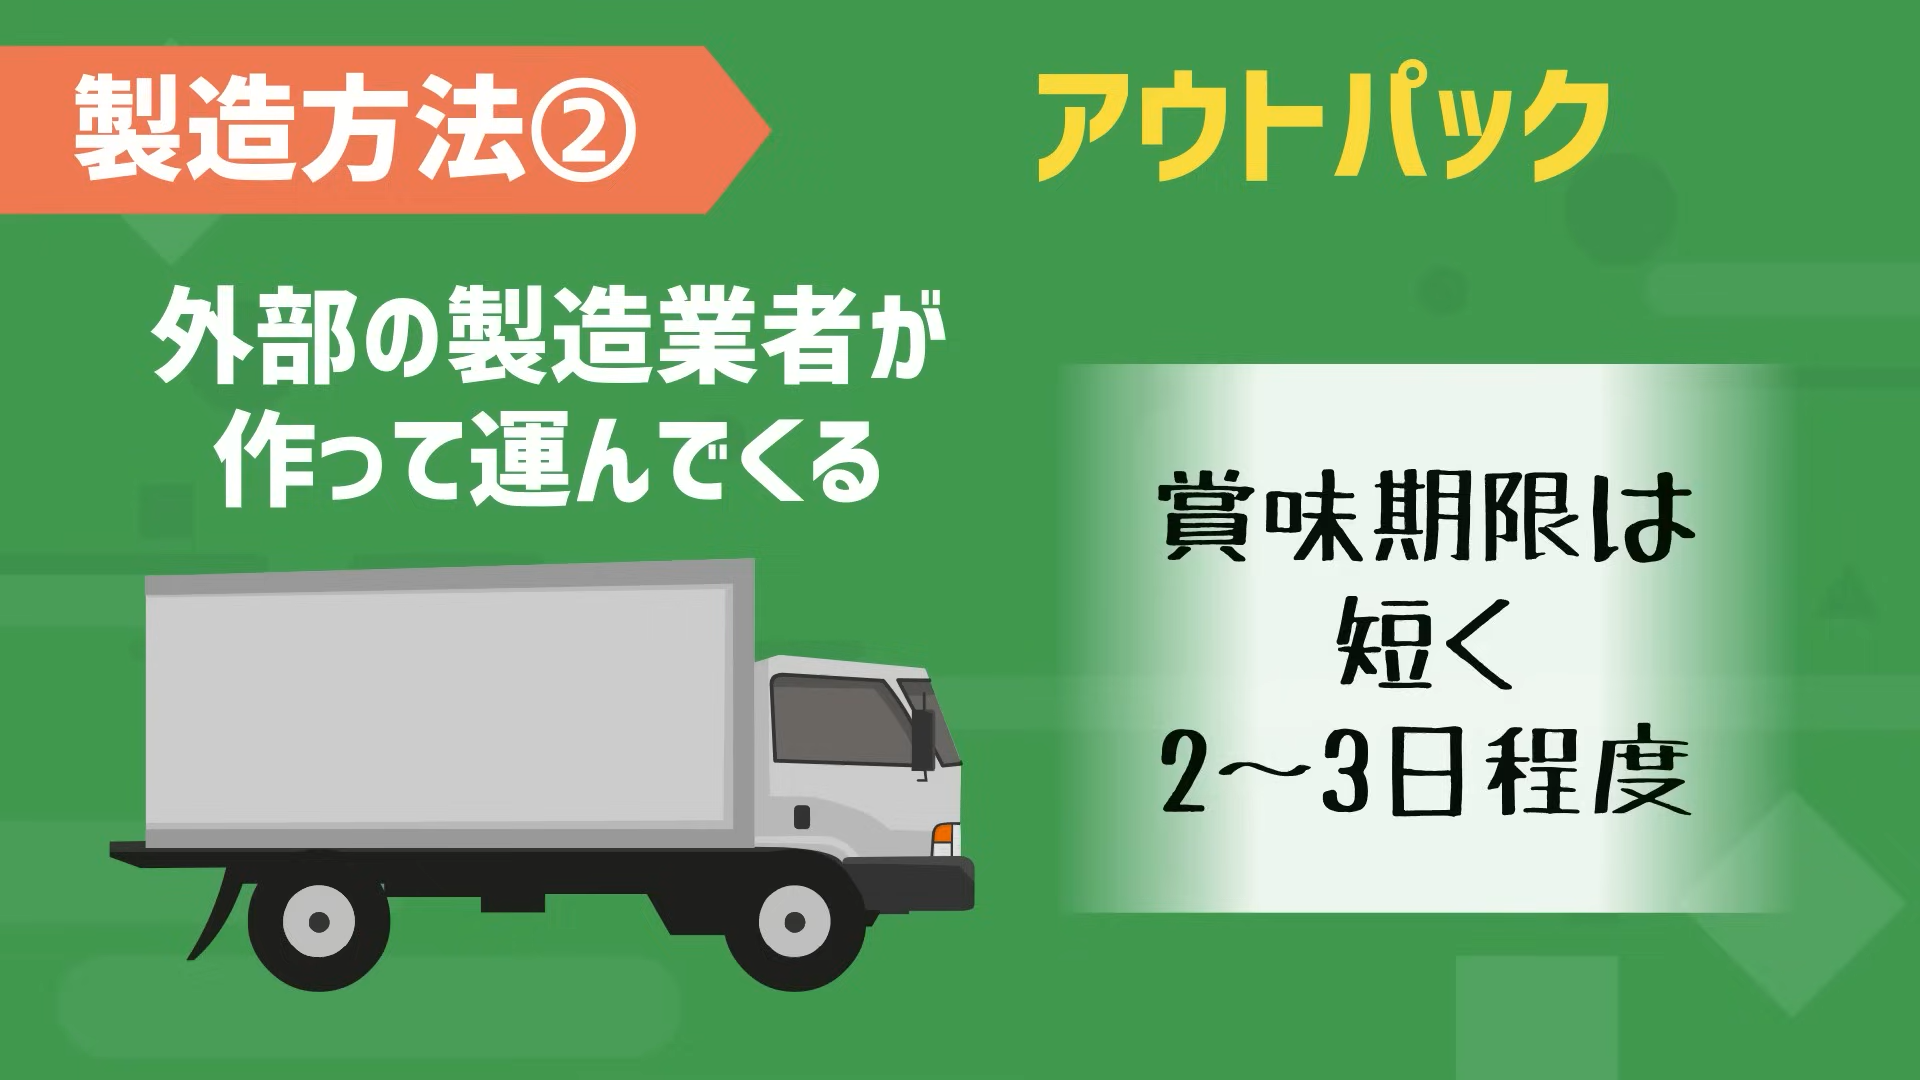 製造方法②
アウトパック
外部の製造業者が
作って運んでくる
賞味期限は
短く
2〜3日程度